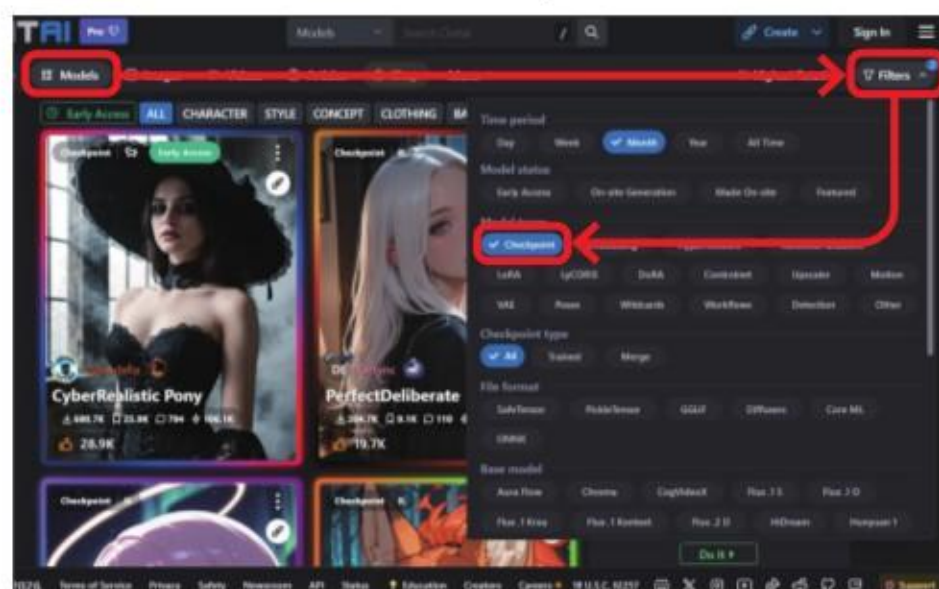 TAI Pro
Models
/
Create
Sign In
Models
Filters
Early Access ALL CHARACTER STYLE CONCEPT CLOTHING BA
Time period
Day Week Month Year All Time
Model status
Early Access On-site Generation Made On-site Featured
Checkpoint
LoRA LyCORIS DoRA Controlnet Upscaler Motion
VAE Poses Wildcards Workflows Detection Other
Checkpoint type
All Trained Merge
File format
SafeTensor PickleTensor GGUF Diffusers Core ML
ONNX
Base model
Aura Flow Chroma CogVideoX Flux .1 S Flux .1 D
Flux .1 Krea Flux .1 Kontext Flux .2 D HiDream Hunyuan 1
Checkpoint Early Access
CyberRealistic Pony
28.9K
Checkpoint
PerfectDeliberate
19.7K
Checkpoint
Checkpoint
Do It
Terms of Service Privacy Safety Newsroom API Status Education Creators Careers 18 U.S.C. §2257 Support